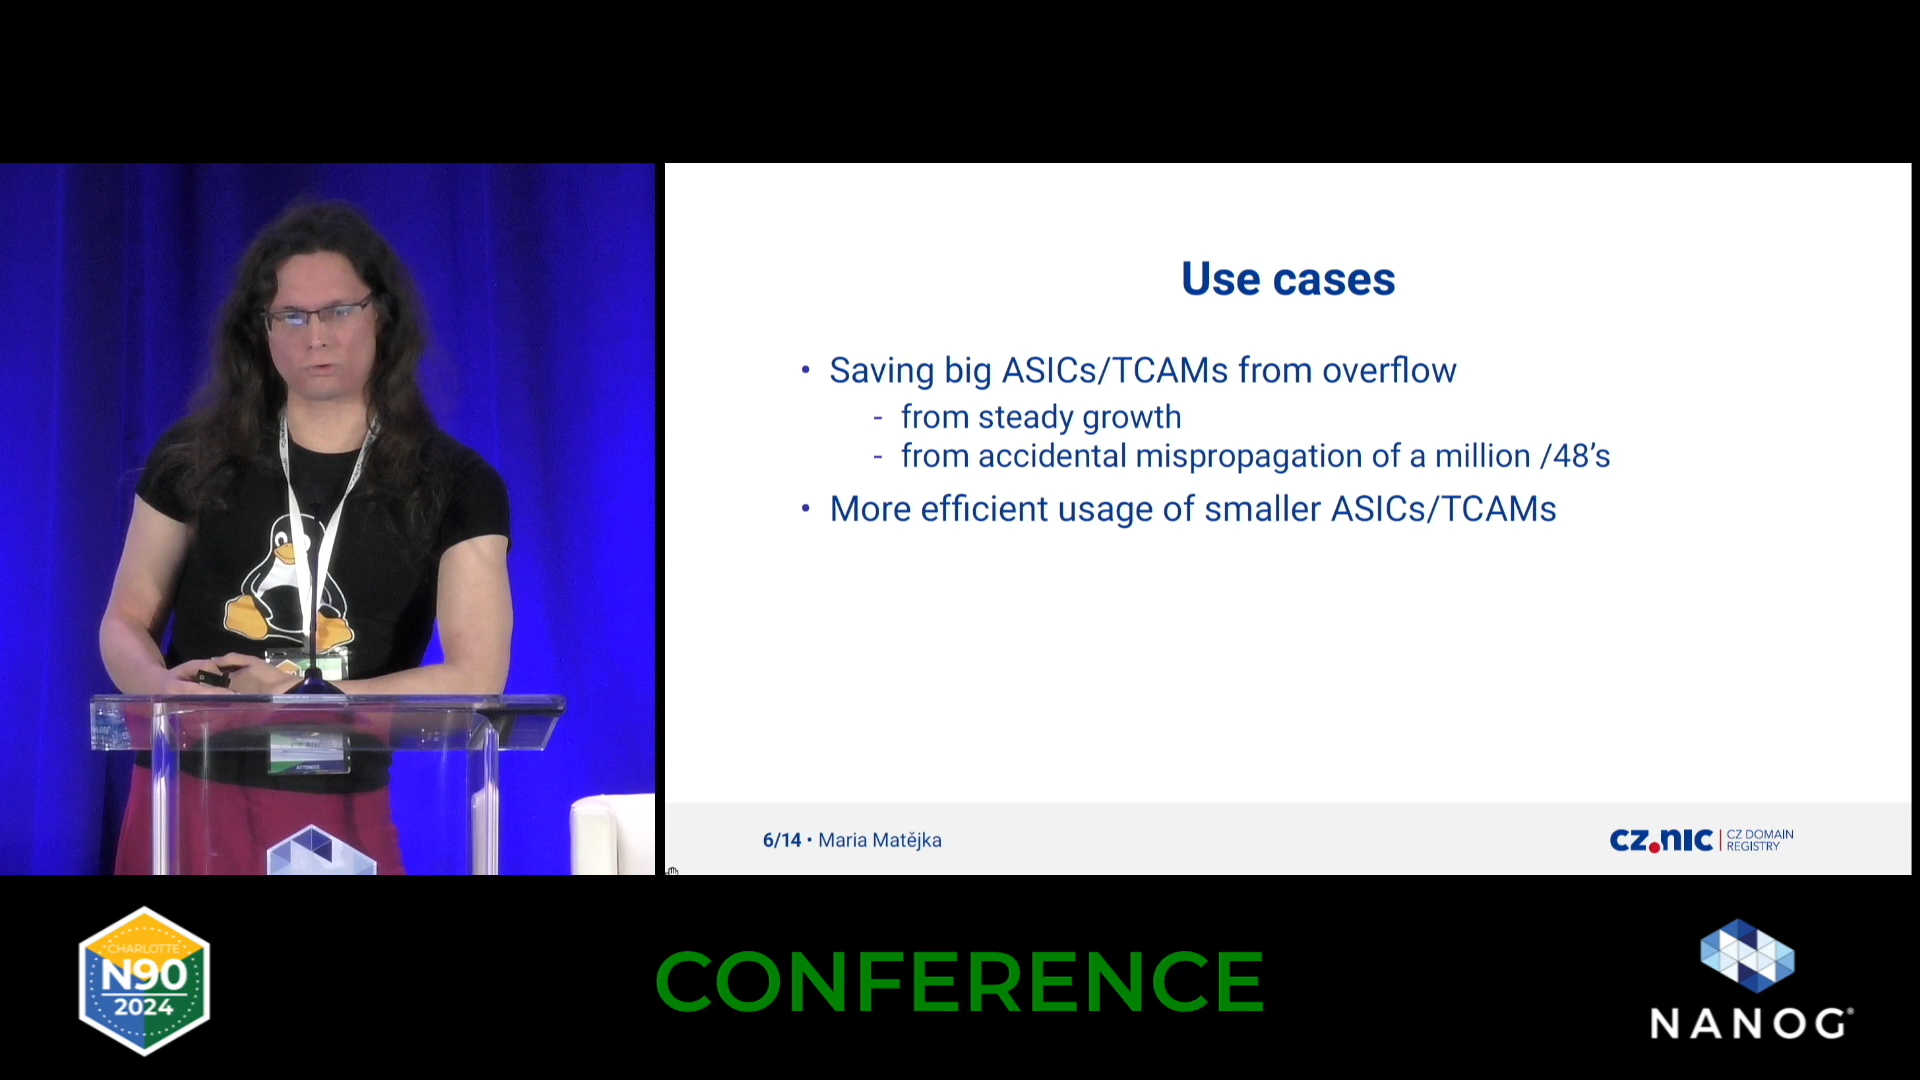 Use cases
• Saving big ASICs/TCAMs from overflow
- from steady growth
- from accidental mispropagation of a million /48’s
• More efficient usage of smaller ASICs/TCAMs
6/14 • Maria Matějka
CZ.NIC | CZ DOMAIN
REGISTRY
CHARLOTTE
N90
2024
CONFERENCE
NANOG®